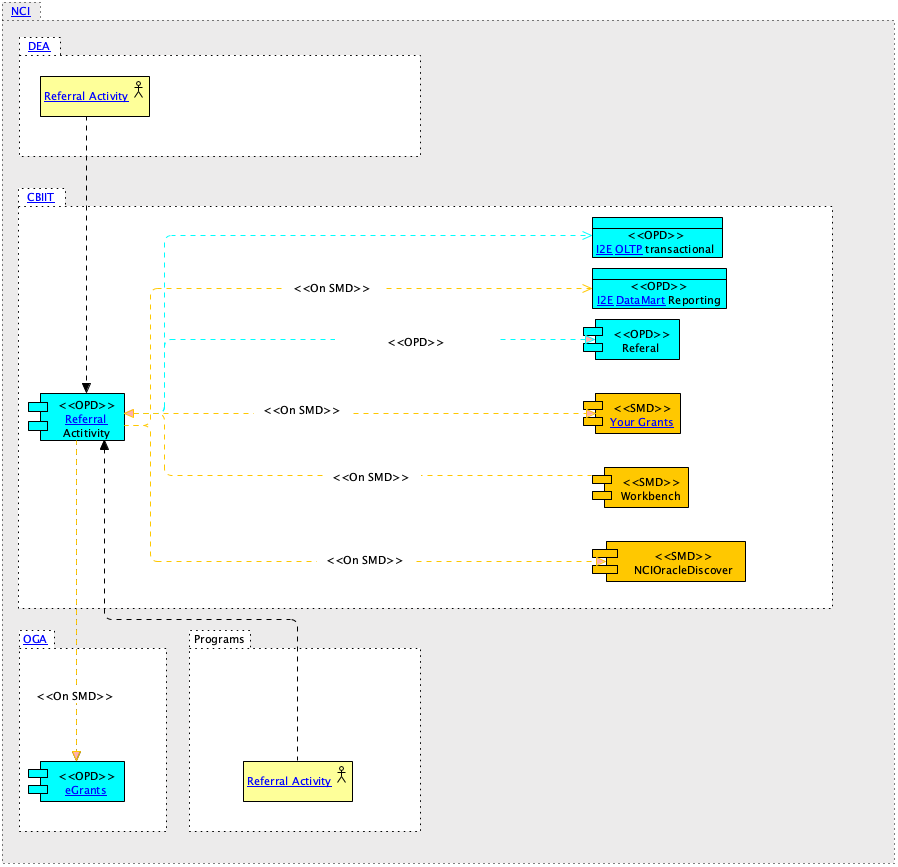 NCI
DEA
Referral Activity
CBIIT
<<OPD>>
I2E OLTP transactional
<<On SMD>>
<<OPD>>
I2E DataMart Reporting
<<OPD>>
<<OPD>>
Referal
<<OPD>>
Referral
Actitivity
<<On SMD>>
<<SMD>>
Your Grants
<<On SMD>>
<<SMD>>
Workbench
<<On SMD>>
<<SMD>>
NCIOracleDiscover
OGA
Programs
<<On SMD>>
<<OPD>>
eGrants
Referral Activity